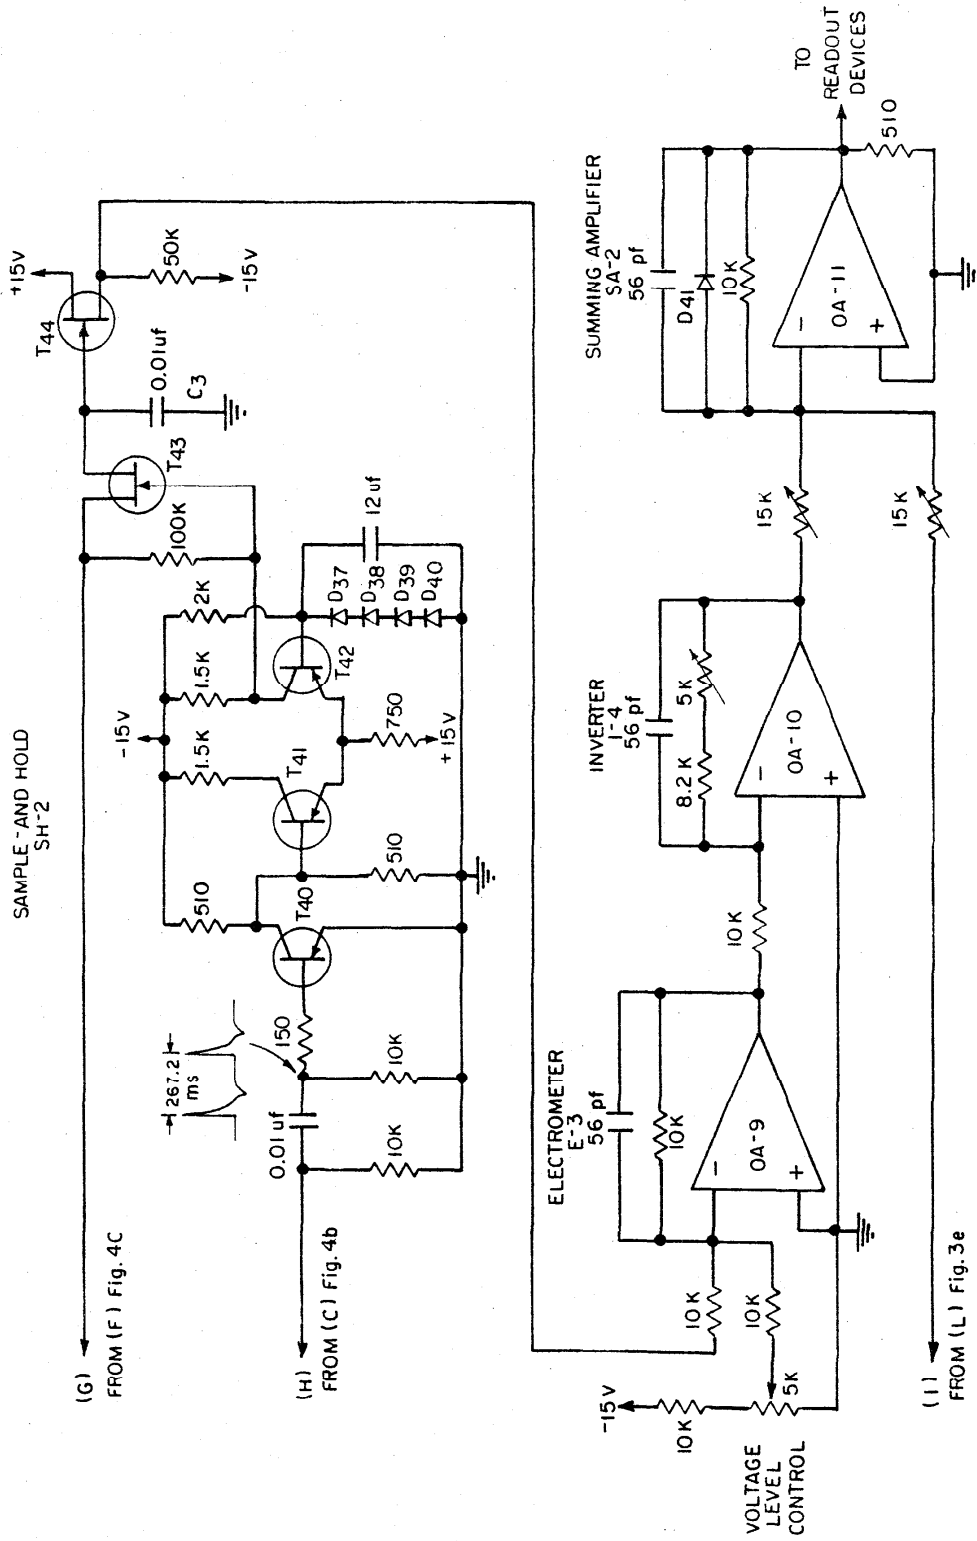 SAMPLE-AND HOLD
SH-2
(G)
FROM (F) Fig. 4C
(H)
FROM (C) Fig. 4b
267.2
ms
0.01 uf
10K
10K
150
T40
510
510
-15V
1.5K
T41
1.5K
2K
750
+15V
T42
D37
D38
D39
D40
12 uf
100K
T43
0.01uf
C3
T44
+15V
50K
-15V
ELECTROMETER
E-3
56 pf
10K
OA-9
-
+
10K
10K
-15V
10K
5K
VOLTAGE
LEVEL
CONTROL
INVERTER
I-4
56 pf
8.2 K
5K
10K
OA-10
-
+
15K
15K
SUMMING AMPLIFIER
SA-2
56 pf
D41
10K
OA-11
-
+
510
TO
READOUT
DEVICES
(I)
FROM (L) Fig. 3e